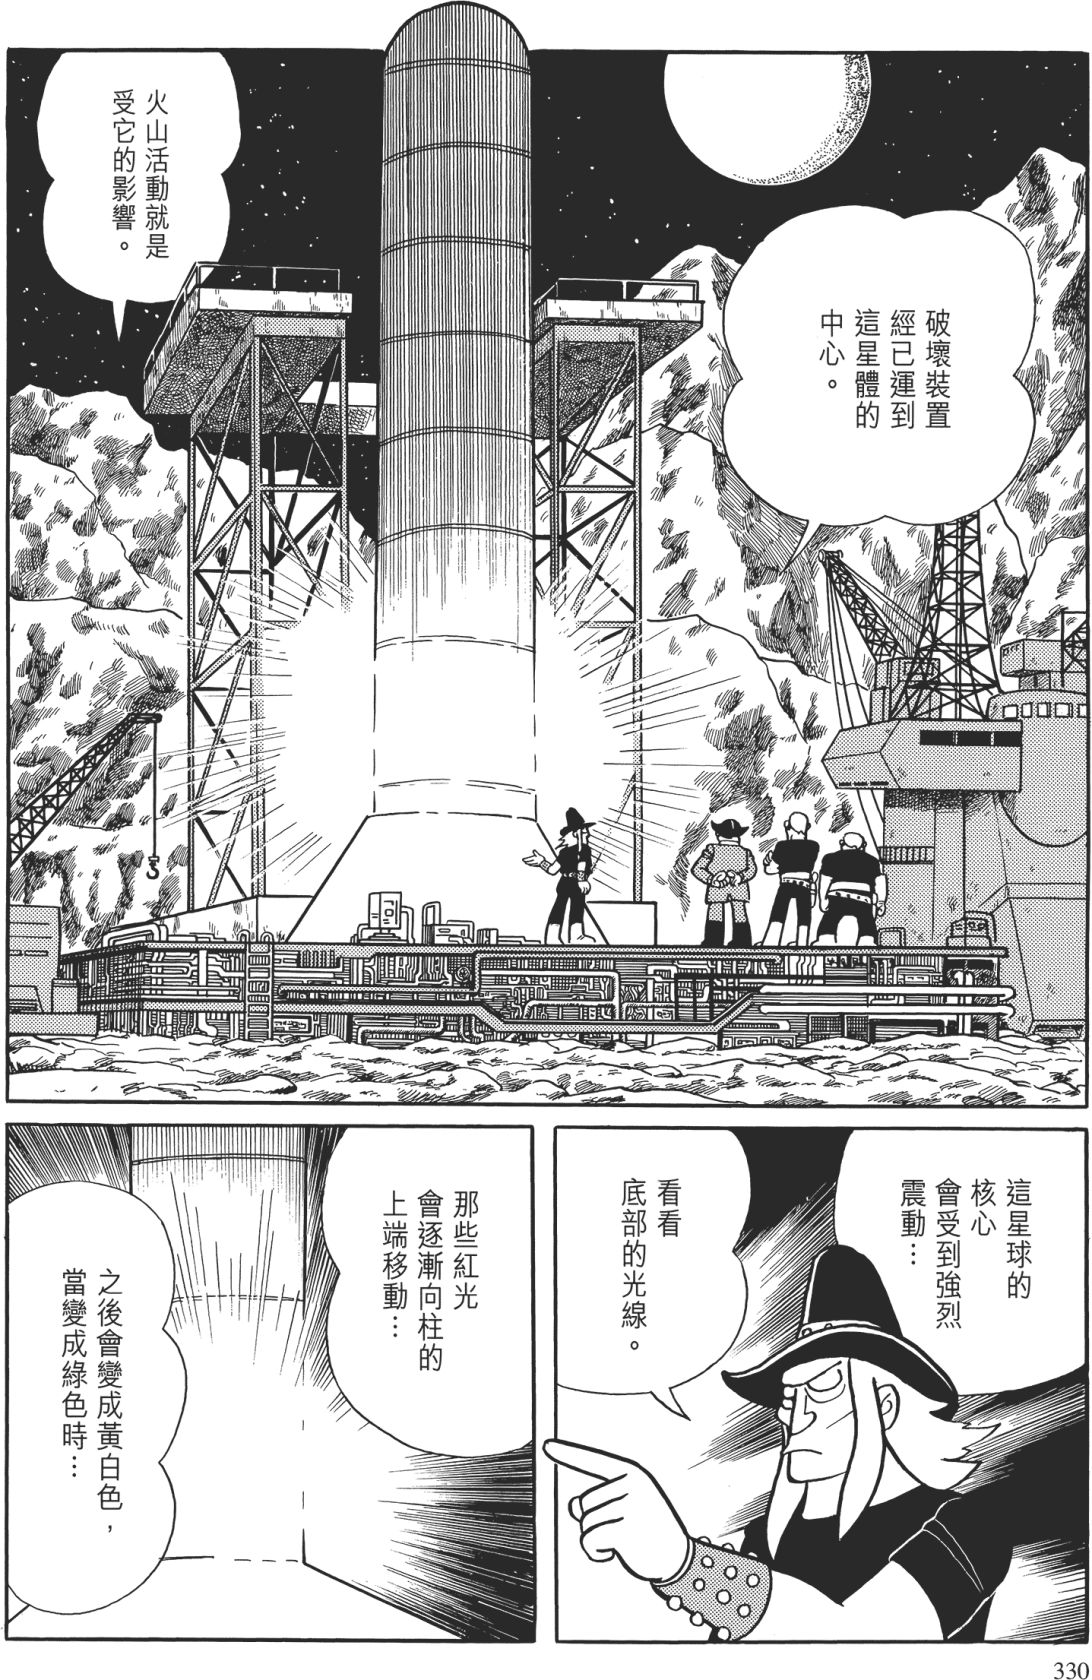 破壞裝置
經已運到
這星體的
中心。
火山活動就是
受它的影響。
這星球的
核心
會受到強烈
震動…
看看
底部的光線。
那些紅光
會逐漸向柱的
上端移動…
之後會變成黃白色，
當變成綠色時…
330